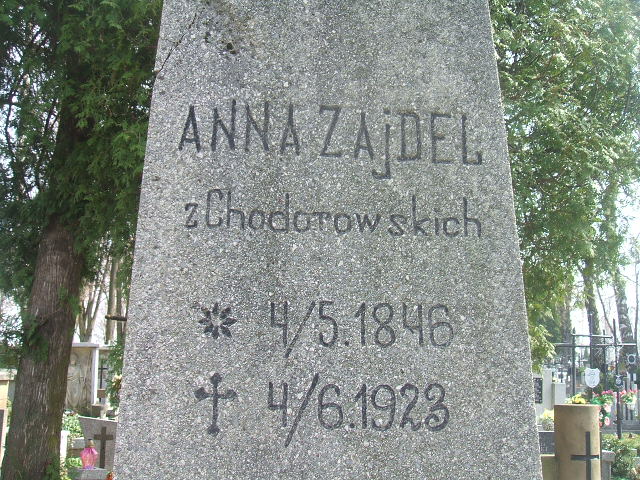 ANNA ZAjDEL
z Chodorowskich
4/5.1846
4/6.1923